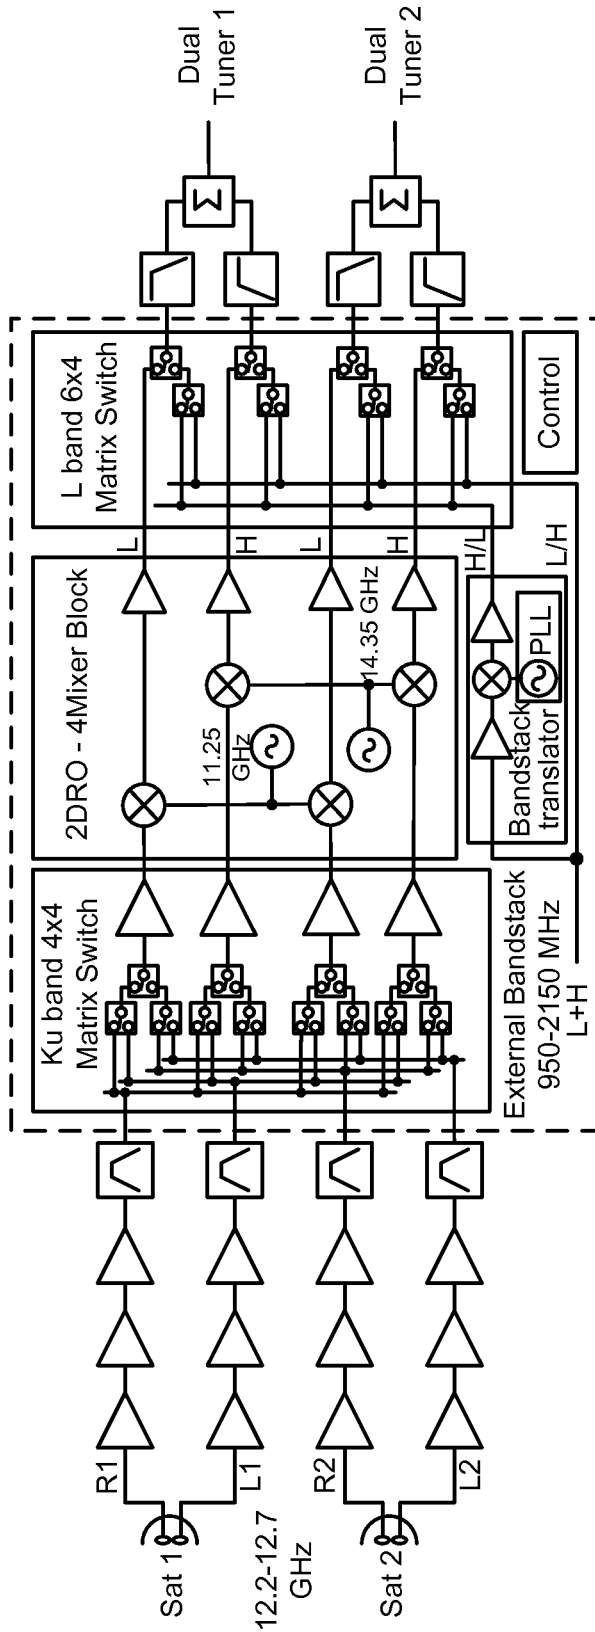 Sat 1
R1
L1
12.2-12.7
GHz
Sat 2
R2
L2
Ku band 4x4
Matrix Switch
External Bandstack
950-2150 MHz
L+H
2DRO - 4Mixer Block
11.25
GHz
14.35 GHz
Bandstack
translator
PLL
L
H
L
H
H/L
L/H
L band 6x4
Matrix Switch
Control
Σ
Σ
Dual
Tuner 1
Dual
Tuner 2